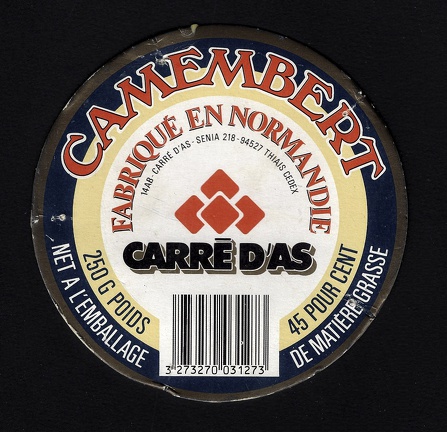 CAMEMBERT
FABRIQUÉ EN NORMANDIE
14AB · CARRÉ D'AS · SENIA 218 · 94527 THIAIS CEDEX
CARRÉ D'AS
250 G POIDS
NET A L'EMBALLAGE
45 POUR CENT
DE MATIÈRE GRASSE
3 273270 031273